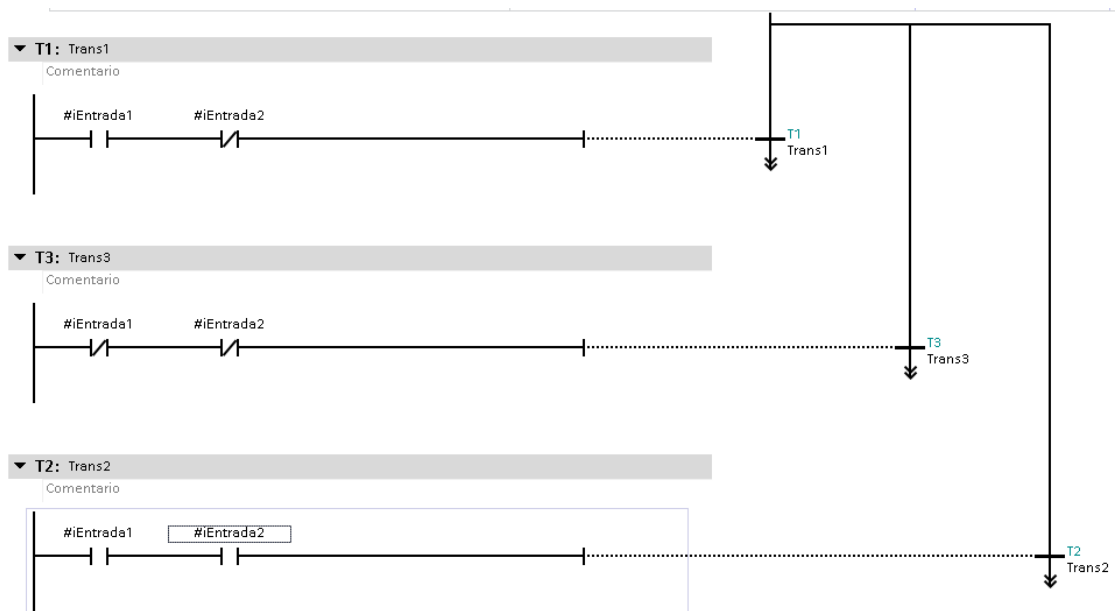 T1: Trans1
Comentario
#iEntrada1 #iEntrada2
T1
Trans1
T3: Trans3
Comentario
#iEntrada1 #iEntrada2
T3
Trans3
T2: Trans2
Comentario
#iEntrada1 #iEntrada2
T2
Trans2